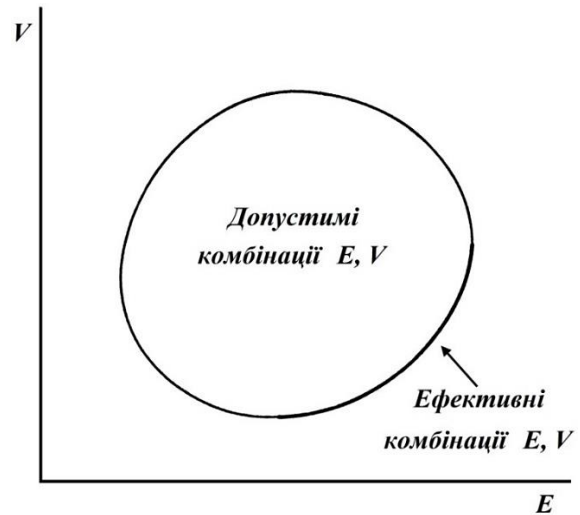 V
Допустимі
комбінації E, V
Ефективні
комбінації E, V
E